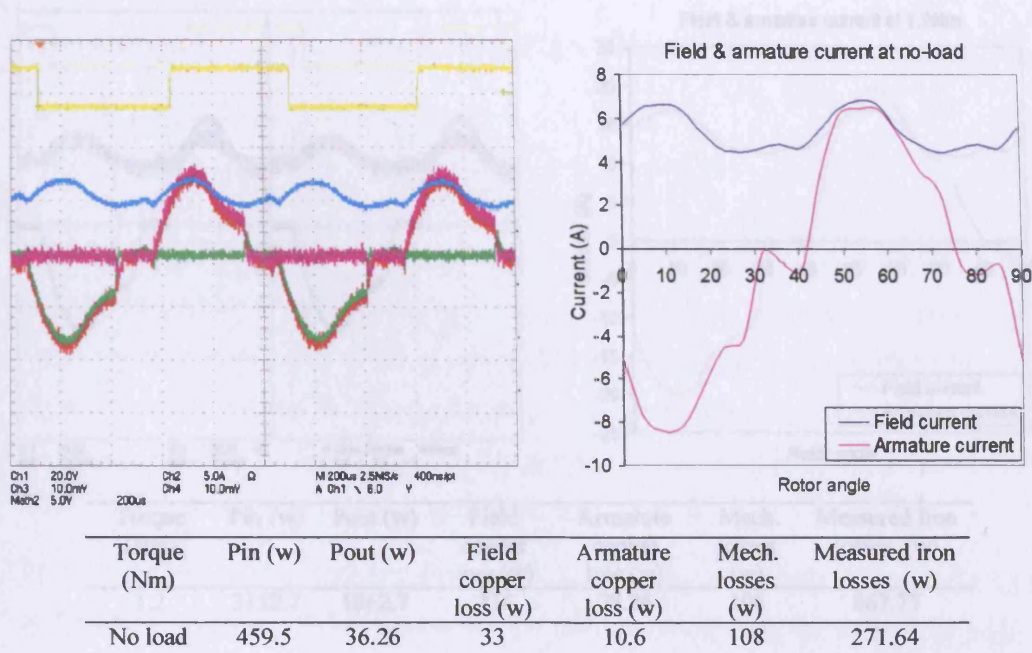 Field & armature current at no-load
8
6
4
2
0
-2
-4
-6
-8
-10
Current (A)
0 10 20 30 40 50 60 70 80 90
Field current
Armature current
Rotor angle
Ch1 20.0V Ch2 5.0A Ω M 200us 2.5MS/s 400ns/pt
Ch3 10.0mV Ch4 10.0mV A Ch1 \ 6.0 V
Math2 5.0V 200us
Torque (Nm) Pin (w) Pout (w) Field copper loss (w) Armature copper loss (w) Mech. losses (w) Measured iron losses (w)
No load 459.5 36.26 33 10.6 108 271.64